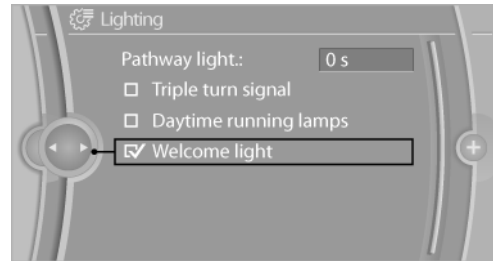 Lighting
Pathway light.: 0 s
Triple turn signal
Daytime running lamps
Welcome light